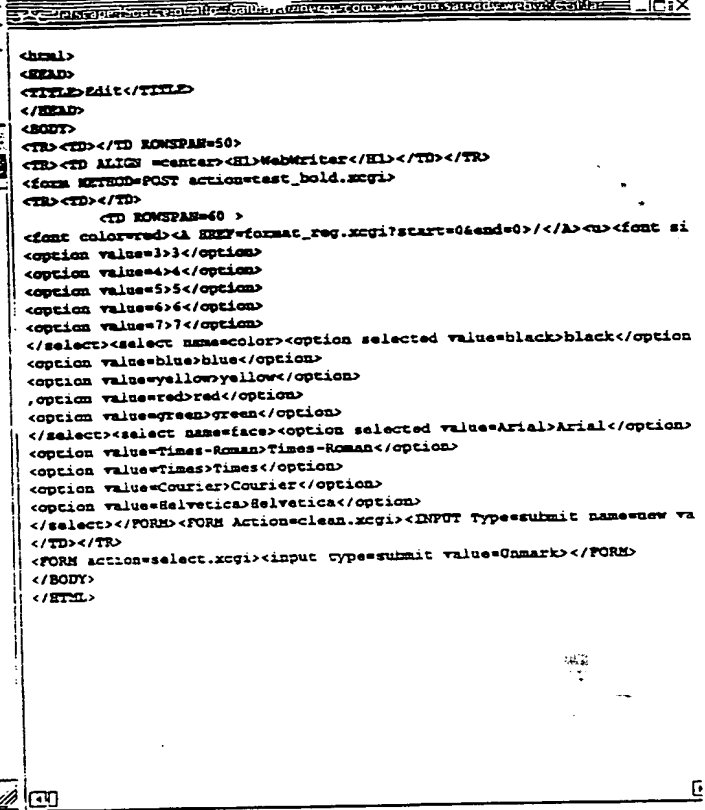 <html>
<HEAD>
<TITLE>Edit</TITLE>
</HEAD>
<BODY>
<TR><TD></TD ROWSPAN=50>
<TR><TD ALIGN =center><H1>WebWriter</H1></TD></TR>
<form METHOD=POST action=test_bold.xcgi>
<TR><TD></TD>
<TD ROWSPAN=60 >
<font color=red><A HREF=format_reg.xcgi?start=0&end=0>/</A><u><font si
<option value=3>3</option>
<option value=4>4</option>
<option value=5>5</option>
<option value=6>6</option>
<option value=7>7</option>
</select><select name=color><option selected value=black>black</option
<option value=blue>blue</option>
<option value=yellow>yellow</option>
,option value=red>red</option>
<option value=green>green</option>
</select><select name=face><option selected value=Arial>Arial</option>
<option value=Times-Roman>Times-Roman</option>
<option value=Times>Times</option>
<option value=Courier>Courier</option>
<option value=Helvetica>Helvetica</option>
</select></FORM><FORM Action=clean.xcgi><INPUT Type=submit name=new va
</TD></TR>
<FORM action=select.xcgi><input type=submit value=Unmark></FORM>
</BODY>
</HTML>